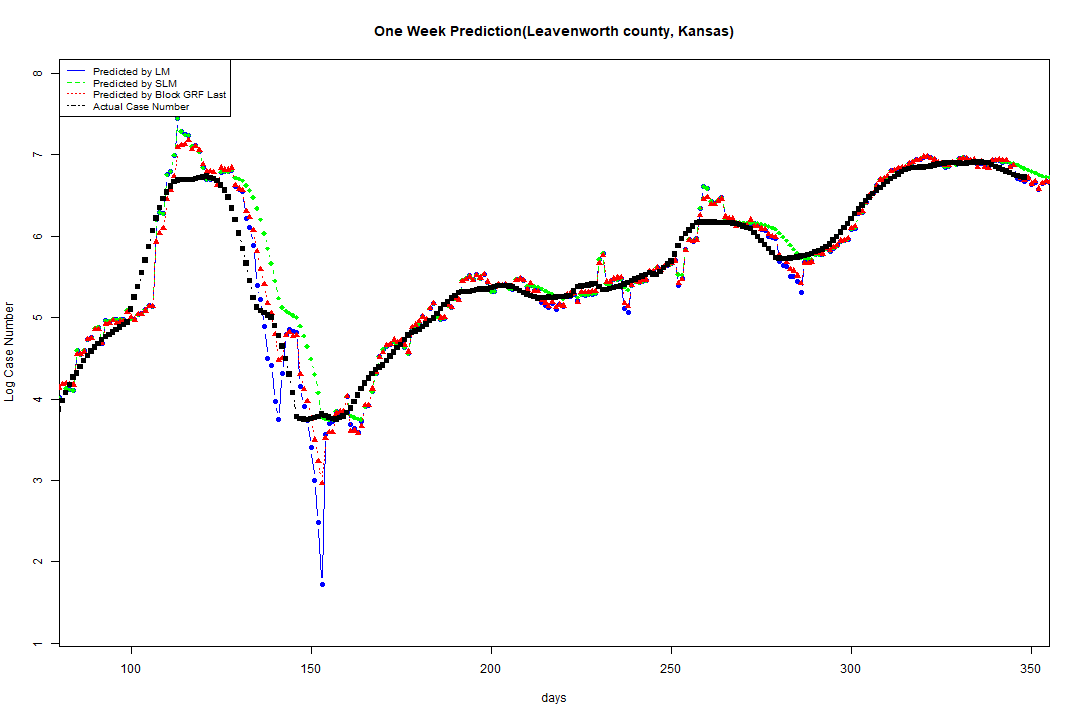 One Week Prediction(Leavenworth county, Kansas)
Predicted by LM
Predicted by SLM
Predicted by Block GRF Last
Actual Case Number
8
7
6
5
4
3
2
1
Log Case Number
100 150 200 250 300 350
days